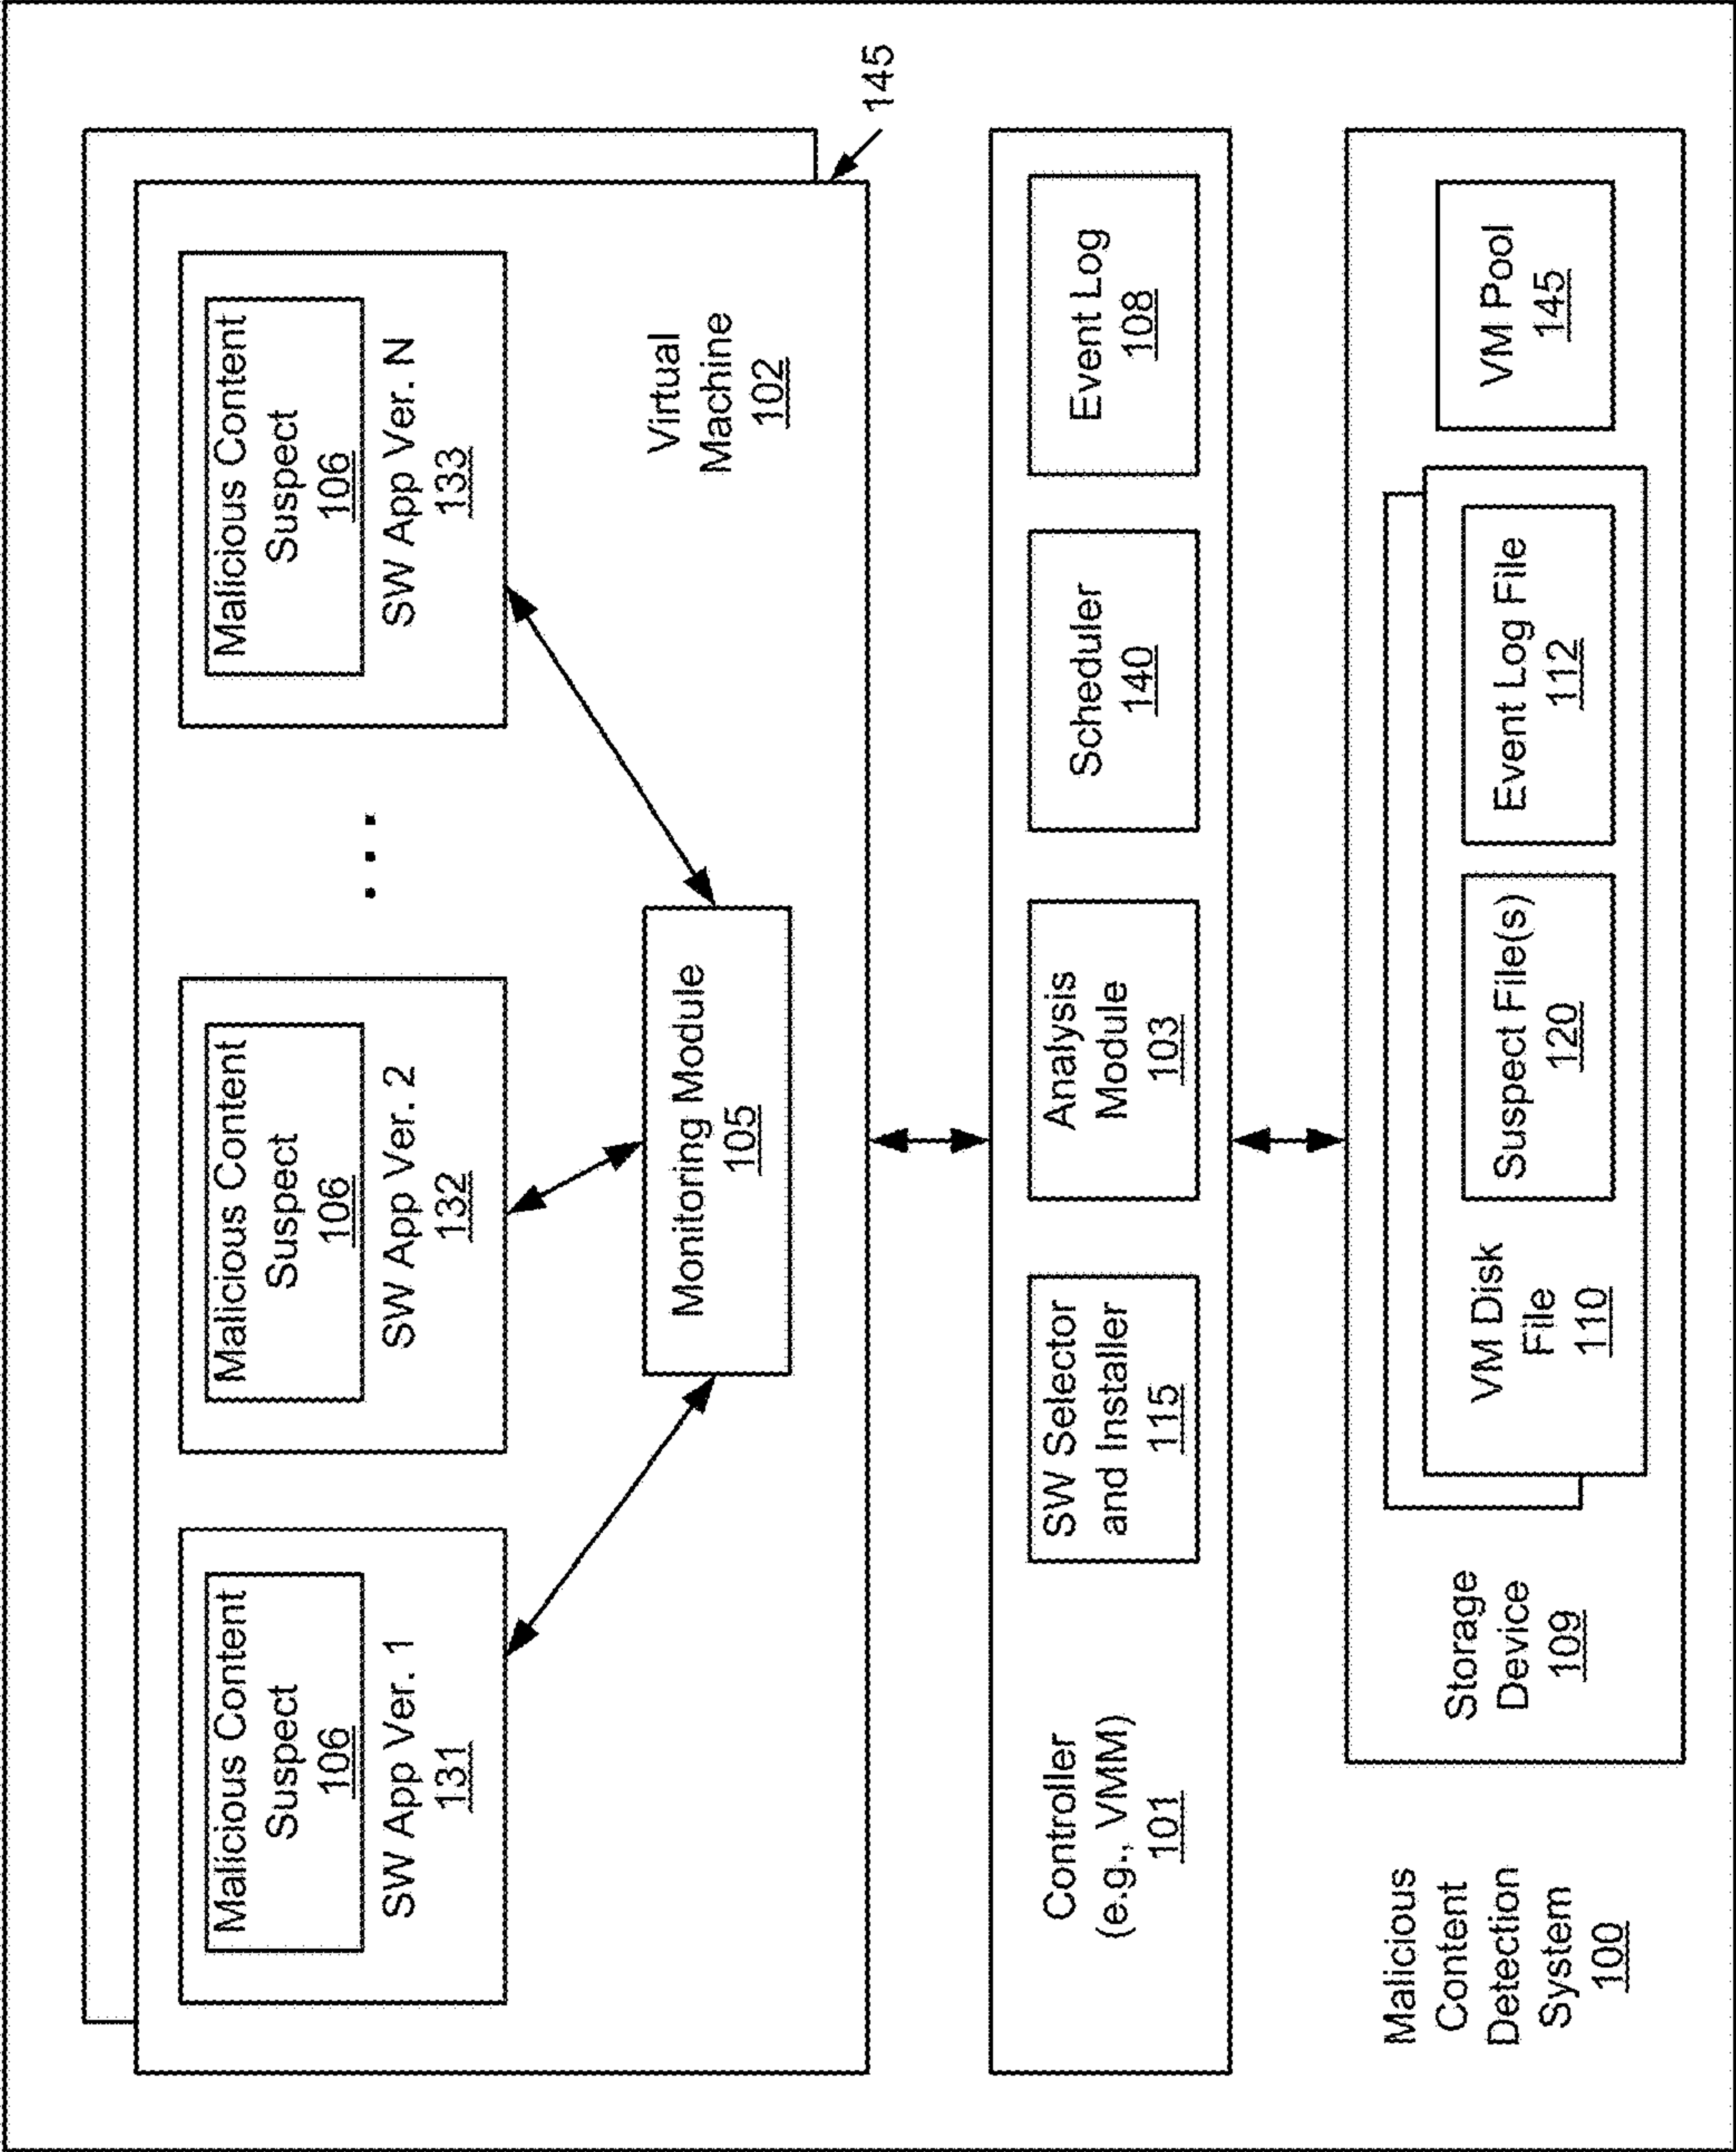 145
Malicious Content
Suspect
106
SW App Ver. 1
131
Malicious Content
Suspect
106
SW App Ver. 2
132
. . .
Malicious Content
Suspect
106
SW App Ver. N
133
Monitoring Module
105
Virtual
Machine
102
Controller
(e.g., VMM)
101
SW Selector
and Installer
115
Analysis
Module
103
Scheduler
140
Event Log
108
Storage
Device
109
VM Disk
File
110
Suspect File(s)
120
Event Log File
112
VM Pool
145
Malicious
Content
Detection
System
100